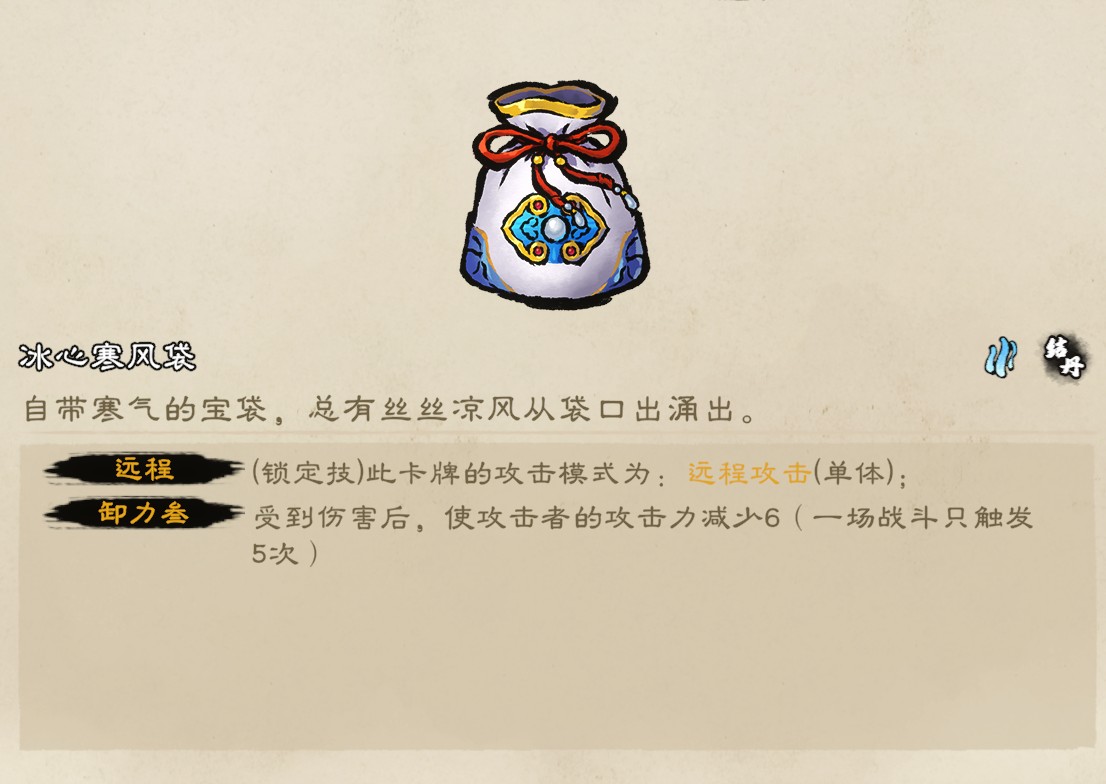 冰心寒风袋
结丹
自带寒气的宝袋，总有丝丝凉风从袋口出涌出。
远程 (锁定技)此卡牌的攻击模式为：远程攻击(单体)；
卸力叁 受到伤害后，使攻击者的攻击力减少6（一场战斗只触发
5次）